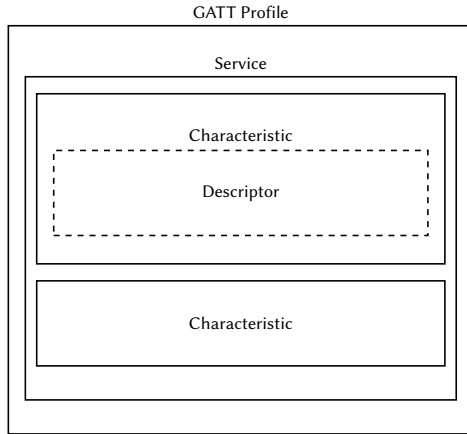 GATT Profile
Service
Characteristic
Descriptor
Characteristic